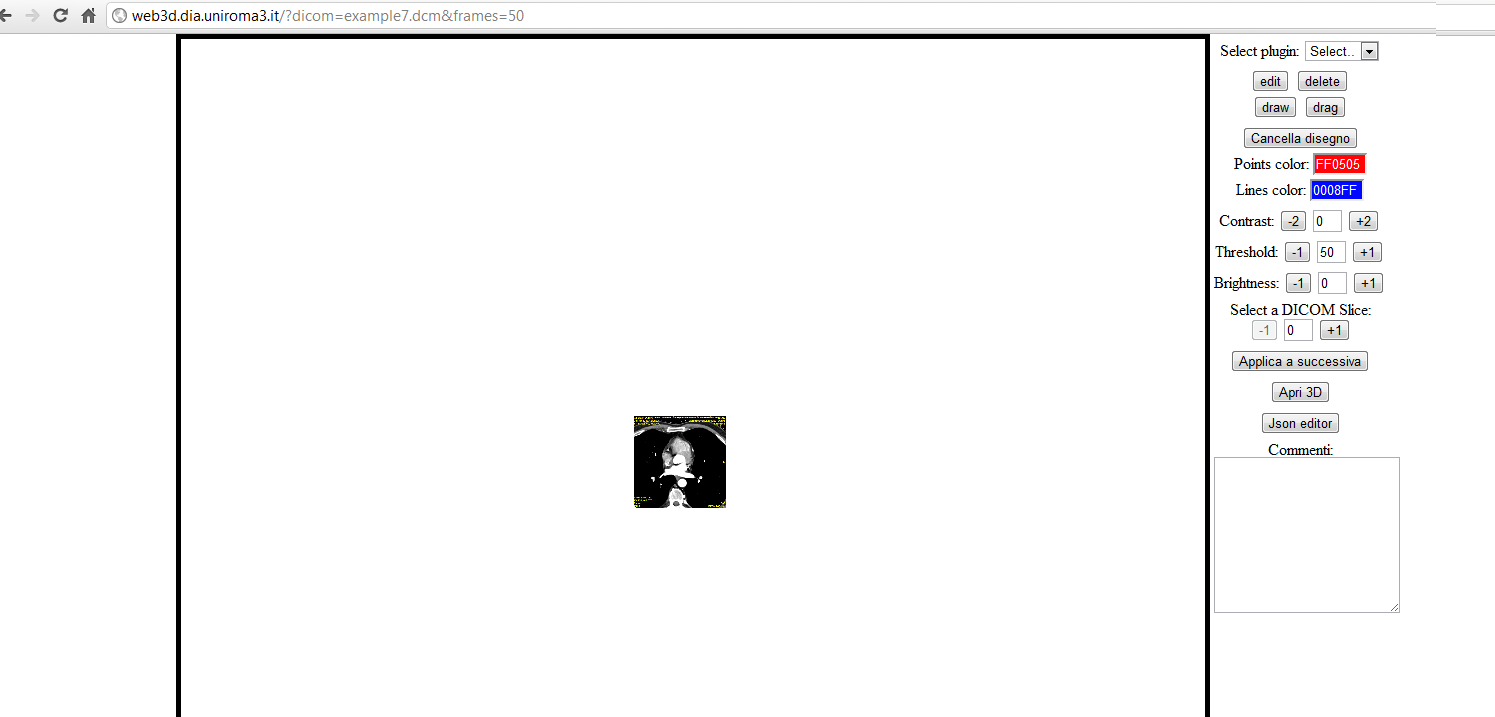 web3d.dia.uniroma3.it/?dicom=example7.dcm&frames=50
Select plugin: Select..
edit delete
draw drag
Cancella disegno
Points color: FF0505
Lines color: 0008FF
Contrast: -2 0 +2
Threshold: -1 50 +1
Brightness: -1 0 +1
Select a DICOM Slice:
-1 0 +1
Applica a successiva
Apri 3D
Json editor
Commenti: